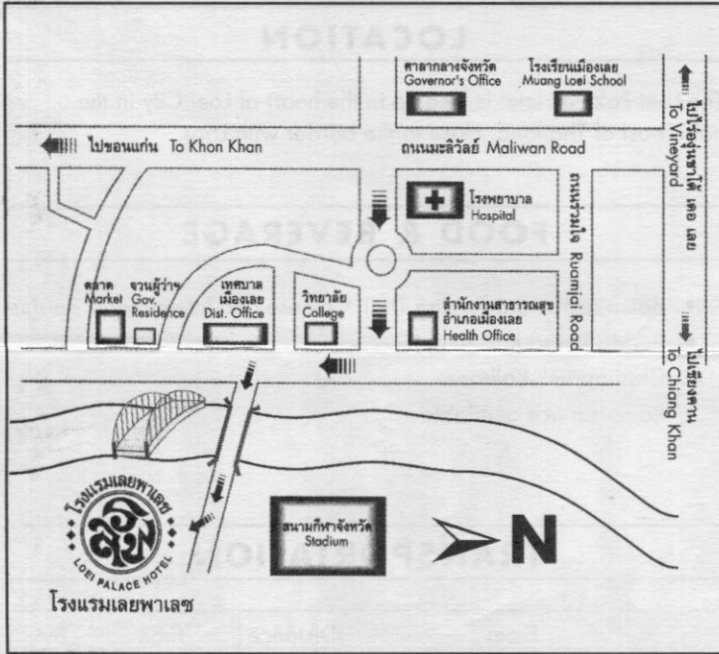 LOCATION
ศาลากลางจังหวัด
Governor's Office
โรงเรียนเมืองเลย
Muang Loei School
ไปไร่องุ่นชาโต้ เดอ เลย
To Vinayard
ไปขอนแก่น To Khon Khan
ถนนมะลิวัลย์ Maliwan Road
โรงพยาบาล
Hospital
ถนนร่วมใจ Ruamjai Road
FOOD & BEVERAGE
ตลาด
Market
จวนผู้ว่าฯ
Gov.
Residence
เทศบาล
เมืองเลย
Dist. Office
วิทยาลัย
College
สำนักงานสาธารณสุข
อำเภอเมืองเลย
Health Office
ไปเชียงคาน
To Chiang Khan
สนามกีฬาจังหวัด
Stadium
N
โรงแรมเลยพาเลซ
LOEI PALACE HOTEL
โรงแรมเลยพาเลซ
TRANSPORTATION